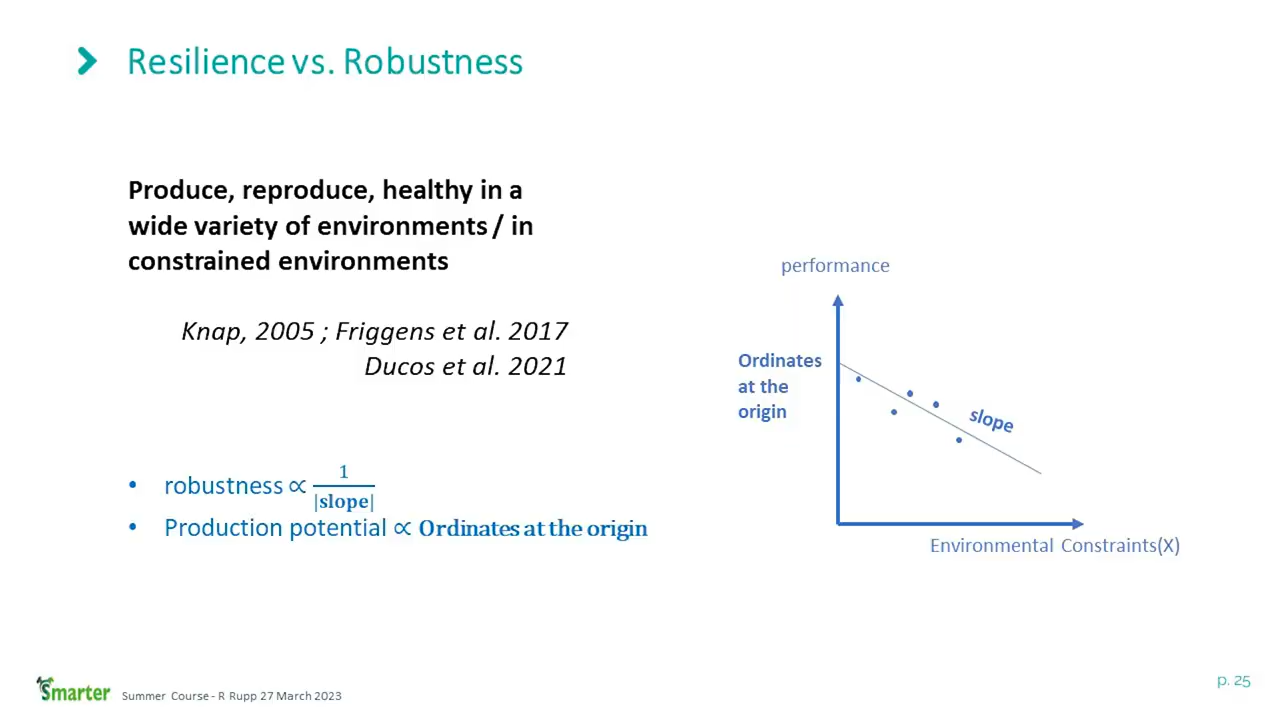 Resilience vs. Robustness
Produce, reproduce, healthy in a
wide variety of environments / in
constrained environments
Knap, 2005 ; Friggens et al. 2017
Ducos et al. 2021
• robustness ∝ 1/|slope|
• Production potential ∝ Ordinates at the origin
performance
Ordinates
at the
origin
slope
Environmental Constraints(X)
Smarter
Summer Course - R Rupp 27 March 2023
p. 25